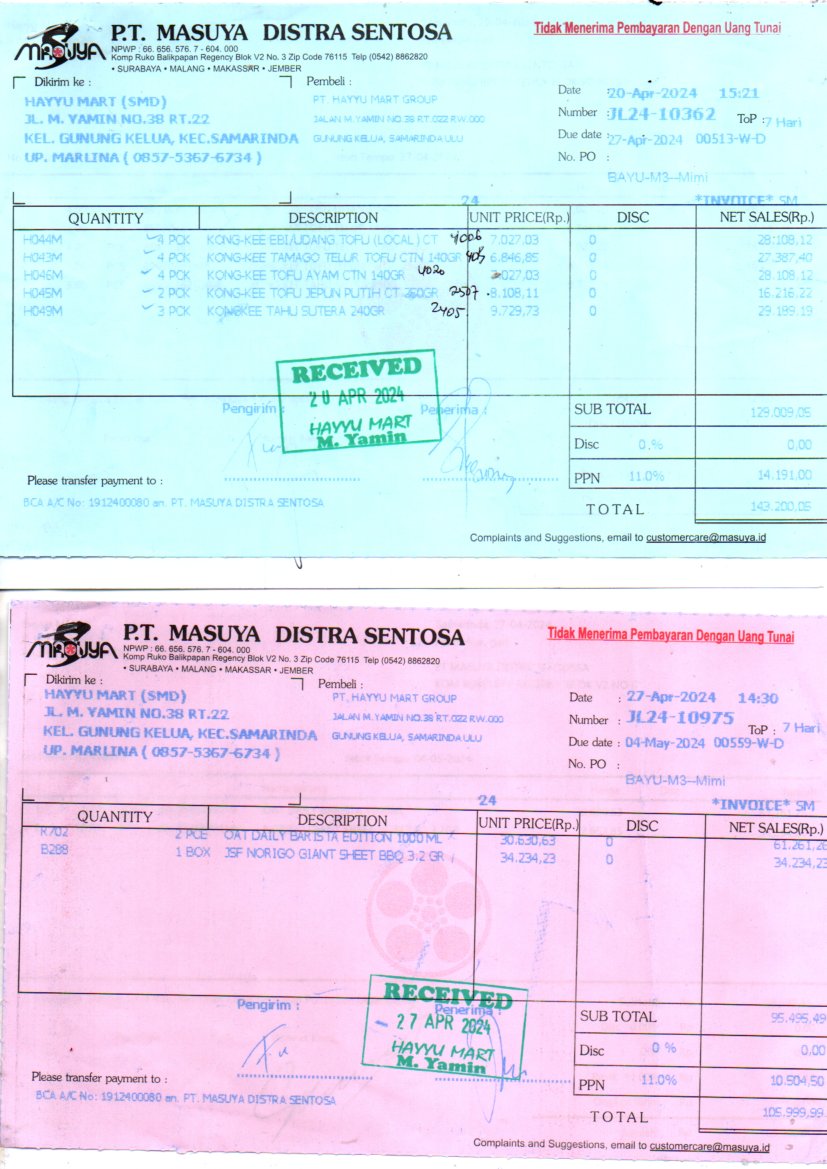 MASUYA
P.T. MASUYA DISTRA SENTOSA
Tidak Menerima Pembayaran Dengan Uang Tunai
NPWP : 66. 656. 576. 7 - 604. 000
Komp Ruko Balikpapan Regency Blok V2 No. 3 Zip Code 76115 Telp (0542) 8862820
• SURABAYA • MALANG • MAKASSAR • JEMBER
Dikirim ke :
Pembeli :
HAYYU MART (SMD)
JL. M. YAMIN NO.38 RT.22
KEL. GUNUNG KELUA, KEC.SAMARINDA
UP. MARLINA ( 0857-5367-6734 )
PT. HAYYU MART GROUP
JALAN M. YAMIN NO.38 RT.022 RW.000
GUNUNG KELUA, SAMARINDA ULU
Date : 20-Apr-2024 15:21
Number : JL24-10362 ToP : 7 Hari
Due date : 27-Apr-2024 00513-W-D
No. PO :
BAYU-M3--Mimi
24 *INVOICE* SM
QUANTITY DESCRIPTION UNIT PRICE(Rp.) DISC NET SALES(Rp.)
H044M 4 PCK KONG-KEE EBI/UDANG TOFU (LOCAL) CT 4006 7.027,03 0 28.108,12
H043M 4 PCK KONG-KEE TAMAGO TELUR TOFU CTN 140GR 6.846,85 0 27.387,40
H046M 4 PCK KONG-KEE TOFU AYAM CTN 140GR 4020 7.027,03 0 28.108,12
H045M 2 PCK KONG-KEE TOFU JEPUN PUTIH CT 260GR 2507 8.108,11 0 16.216,22
H049M 3 PCK KONGKEE TAHU SUTERA 240GR 2405 9.729,73 0 29.189,19
RECEIVED
20 APR 2024
HAYYU MART
M. Yamin
Pengirim :
Penerima :
SUB TOTAL 129.009,05
Disc 0.% 0,00
PPN 11.0% 14.191,00
TOTAL 143.200,05
Please transfer payment to :
BCA A/C No: 1912400080 an. PT. MASUYA DISTRA SENTOSA
Complaints and Suggestions, email to customercare@masuya.id
MASUYA
P.T. MASUYA DISTRA SENTOSA
Tidak Menerima Pembayaran Dengan Uang Tunai
NPWP : 66. 656. 576. 7 - 604. 000
Komp Ruko Balikpapan Regency Blok V2 No. 3 Zip Code 76115 Telp (0542) 8862820
• SURABAYA • MALANG • MAKASSAR • JEMBER
Dikirim ke :
Pembeli :
HAYYU MART (SMD)
JL. M. YAMIN NO.38 RT.22
KEL. GUNUNG KELUA, KEC.SAMARINDA
UP. MARLINA ( 0857-5367-6734 )
PT. HAYYU MART GROUP
JALAN M. YAMIN NO.38 RT.022 RW.000
GUNUNG KELUA, SAMARINDA ULU
Date : 27-Apr-2024 14:30
Number : JL24-10975 ToP : 7 Hari
Due date : 04-May-2024 00559-W-D
No. PO :
BAYU-M3--Mimi
24 *INVOICE* SM
QUANTITY DESCRIPTION UNIT PRICE(Rp.) DISC NET SALES(Rp.)
R702 2 PCE OAT DAILY BARISTA EDITION 1000 ML 30.630,63 0 61.261,26
B288 1 BOX JSF NORIGO GIANT SHEET BBQ 3.2 GR 34.234,23 0 34.234,23
RECEIVED
27 APR 2024
HAYYU MART
M. Yamin
Pengirim :
Penerima :
SUB TOTAL 95.495,49
Disc 0 % 0,00
PPN 11.0% 10.504,50
TOTAL 105.999,99
Please transfer payment to :
BCA A/C No: 1912400080 an. PT. MASUYA DISTRA SENTOSA
Complaints and Suggestions, email to customercare@masuya.id